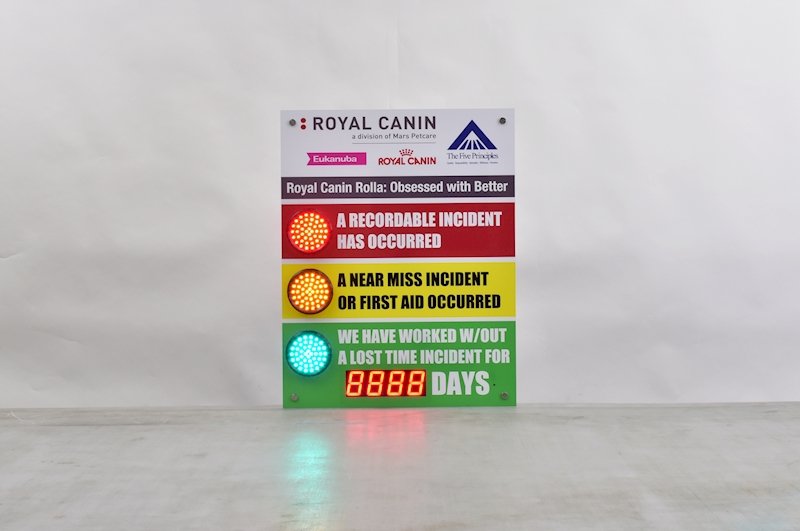 ROYAL CANIN
a division of Mars Petcare
Eukanuba
ROYAL CANIN
The Five Principles
Royal Canin Rolla: Obsessed with Better
A RECORDABLE INCIDENT
HAS OCCURRED
A NEAR MISS INCIDENT
OR FIRST AID OCCURRED
WE HAVE WORKED W/OUT
A LOST TIME INCIDENT FOR
8888 DAYS